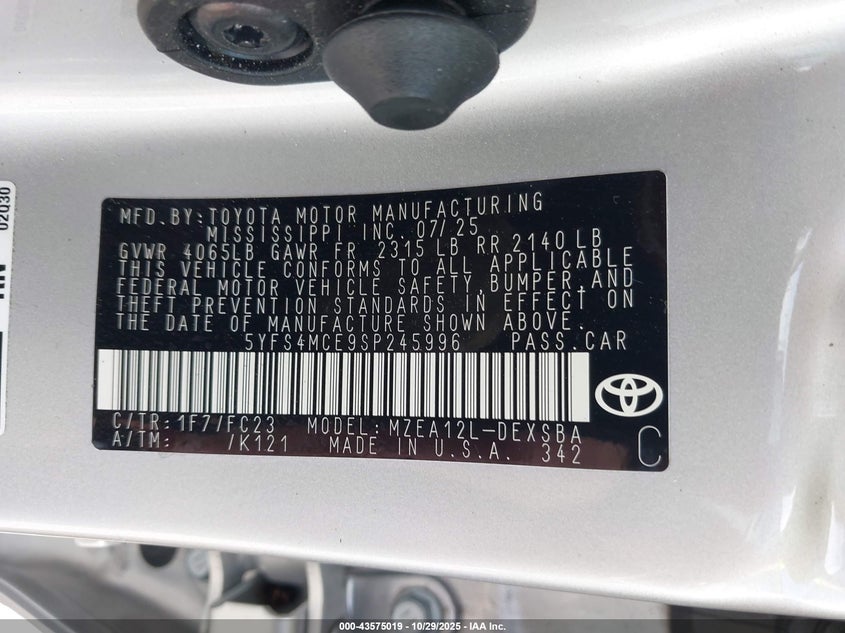 MFD. BY: TOYOTA MOTOR MANUFACTURING
MISSISSIPPI INC. 07/25
GVWR 4065LB GAWR FR 2315 LB RR 2140 LB
THIS VEHICLE CONFORMS TO ALL APPLICABLE
FEDERAL MOTOR VEHICLE SAFETY, BUMPER, AND
THEFT PREVENTION STANDARDS IN EFFECT ON
THE DATE OF MANUFACTURE SHOWN ABOVE.
5YFS4MCE9SP245996 PASS. CAR
C/TR: 1F7/FC23 MODEL: MZEA12L-DEXSBA
A/TM: /K121 MADE IN U.S.A. 342
C
02Q30
000-43575019 - 10/29/2025 - IAA Inc.